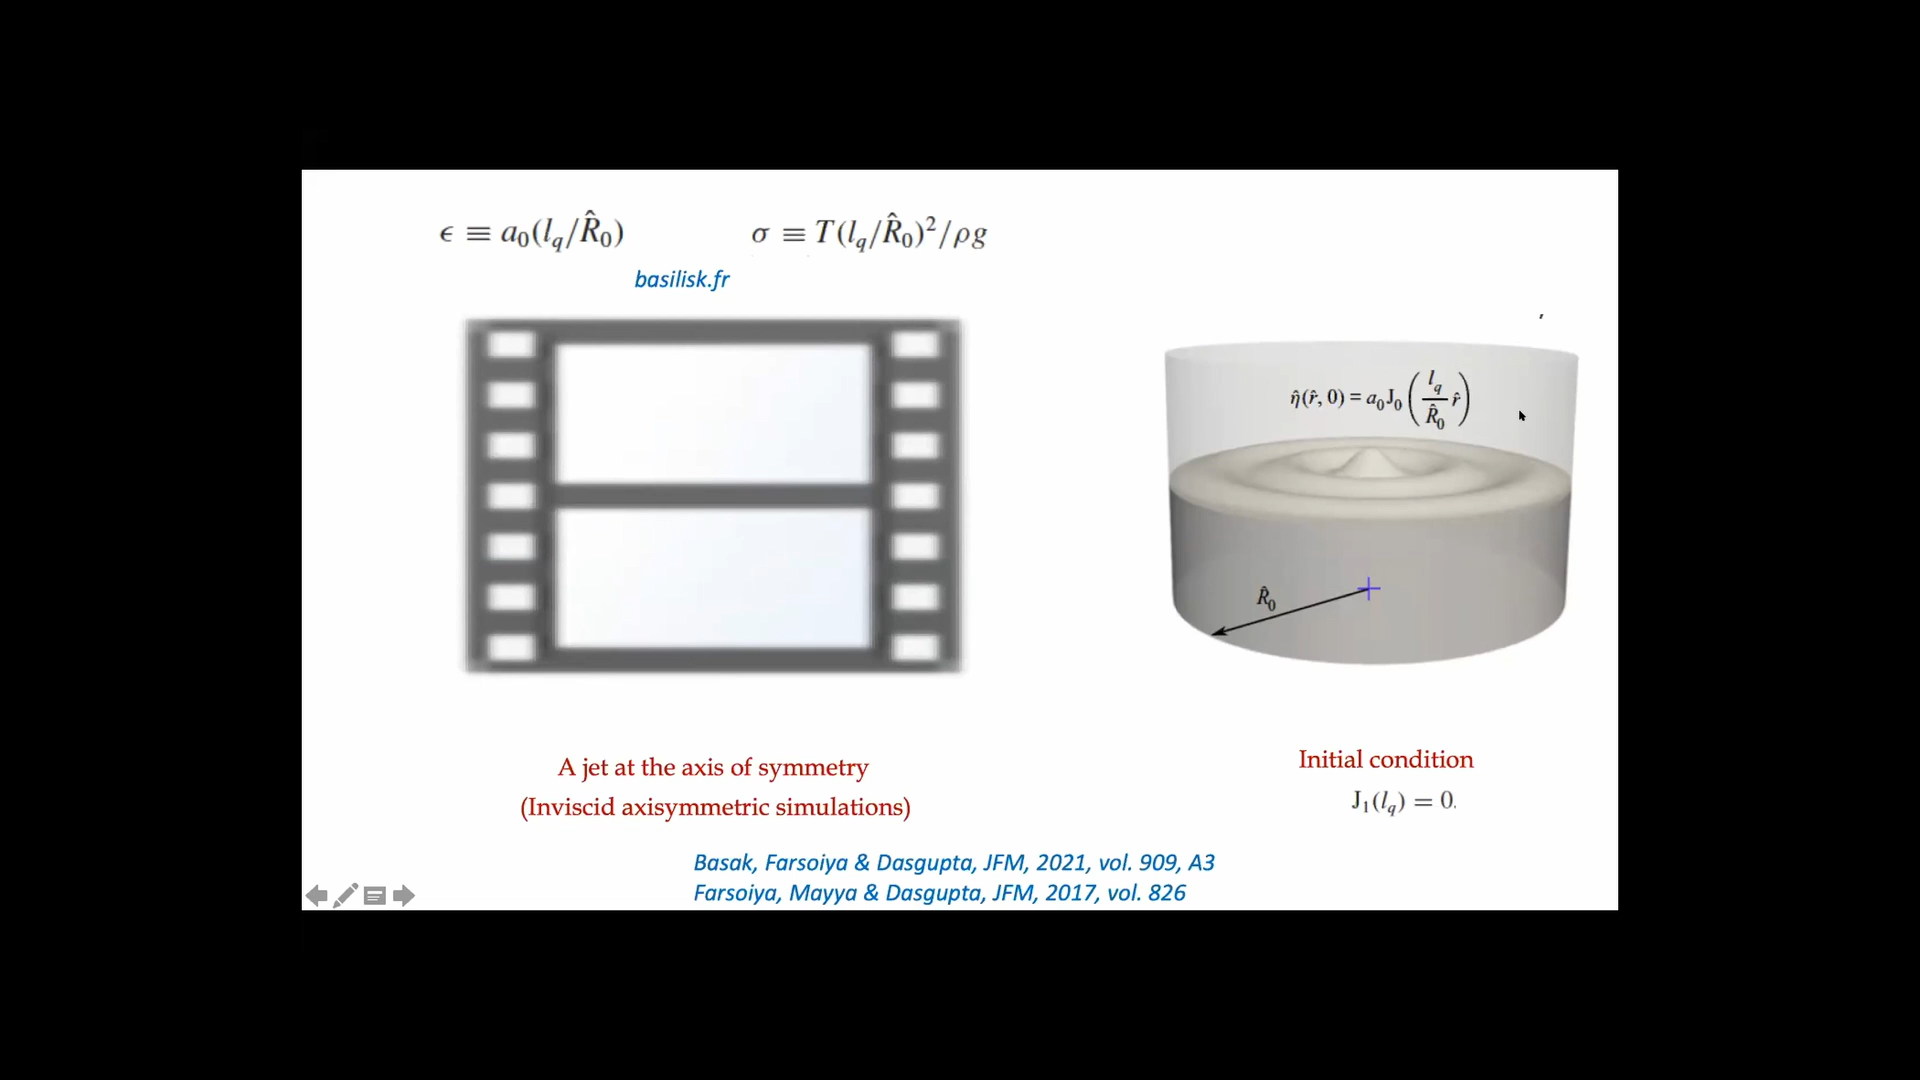 ϵ ≡ a₀(l_q/R̂₀) σ ≡ T(l_q/R̂₀)²/ρg
basilisk.fr
η̂(r̂, 0) = a₀J₀(l_q/R̂₀ r̂)
R̂₀
A jet at the axis of symmetry
(Inviscid axisymmetric simulations)
Initial condition
J₁(l_q) = 0.
Basak, Farsoiya & Dasgupta, JFM, 2021, vol. 909, A3
Farsoiya, Mayya & Dasgupta, JFM, 2017, vol. 826